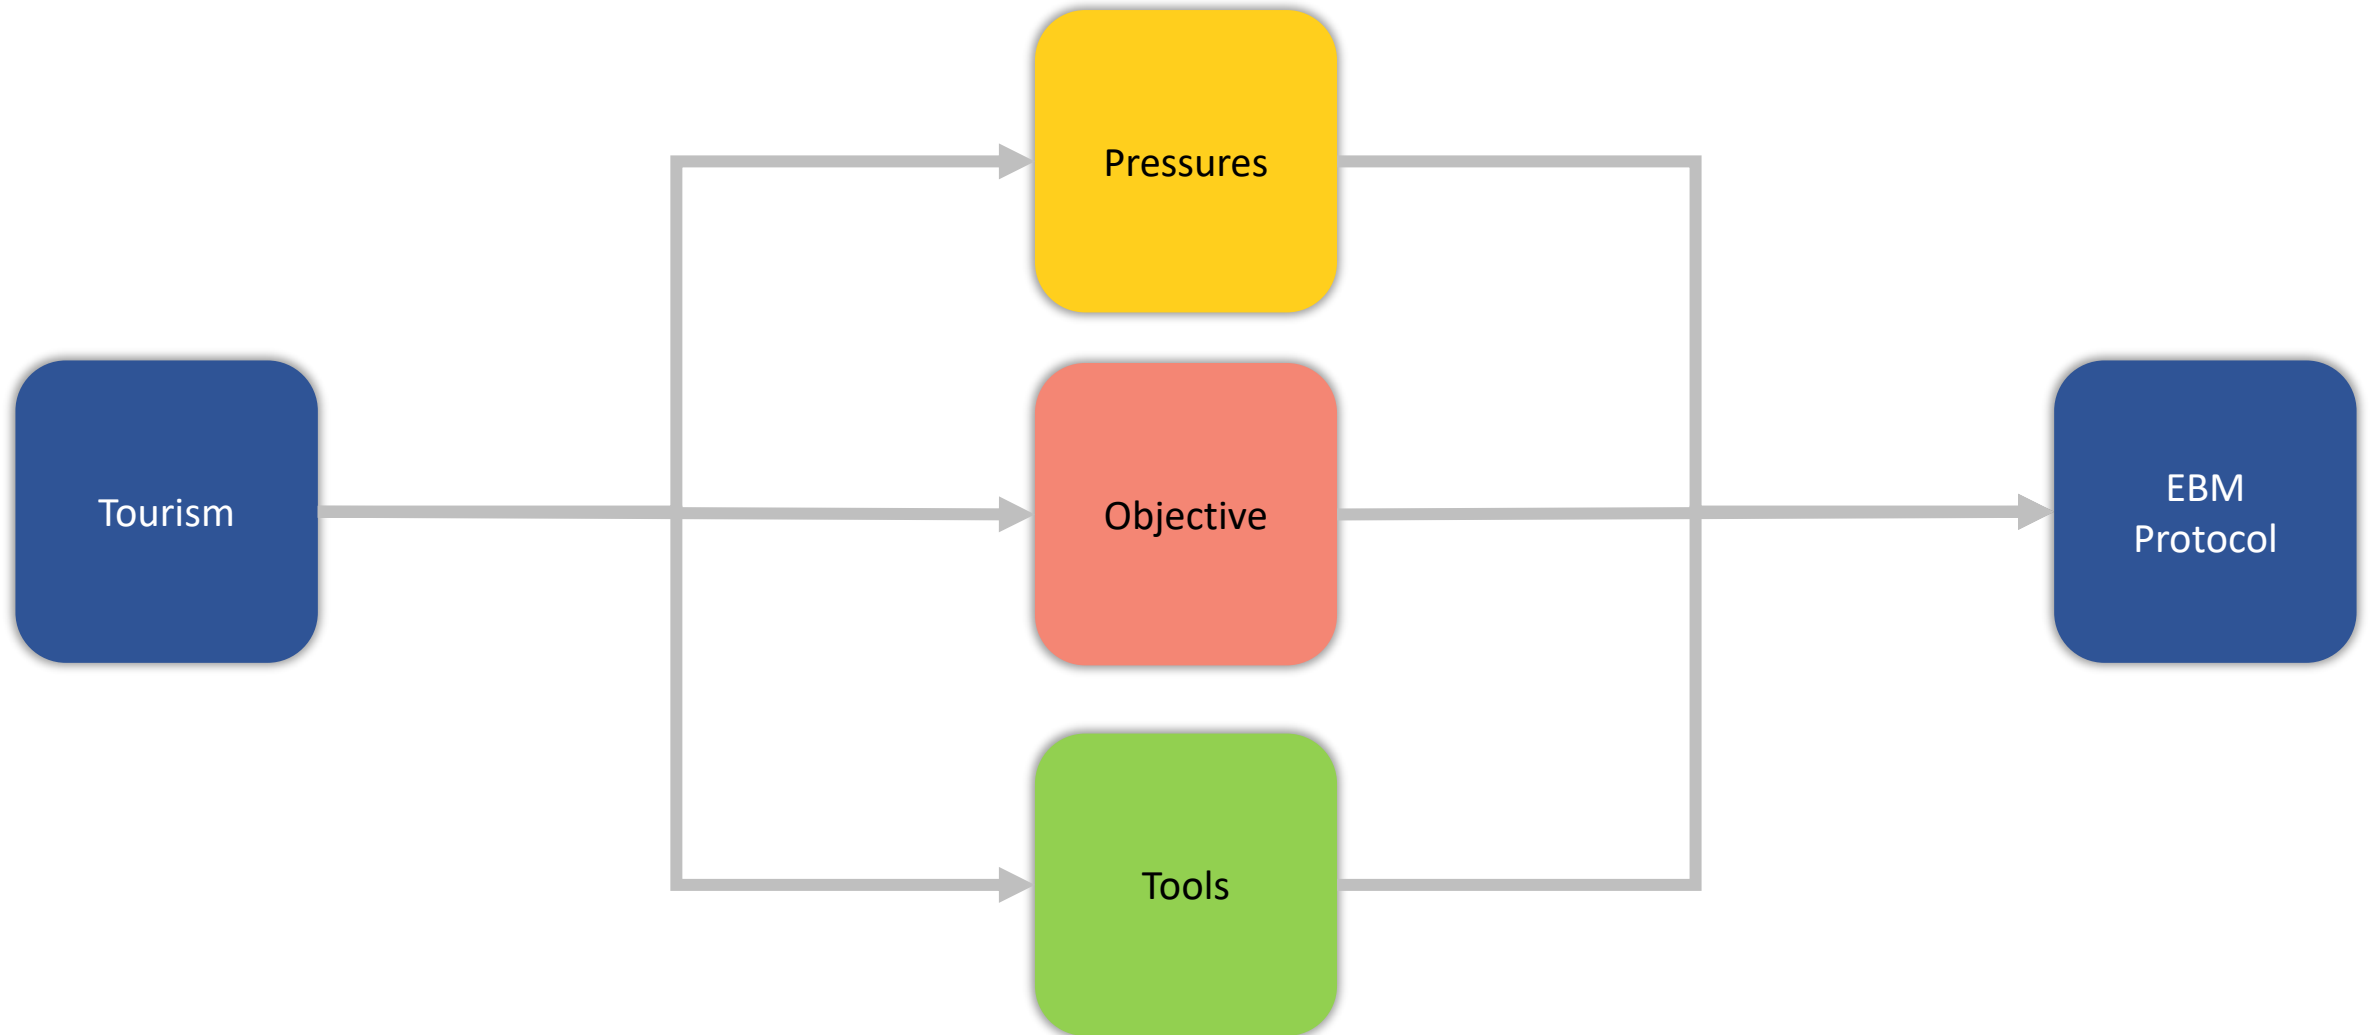 Pressures
Tourism
Objective
EBM
Protocol
Tools